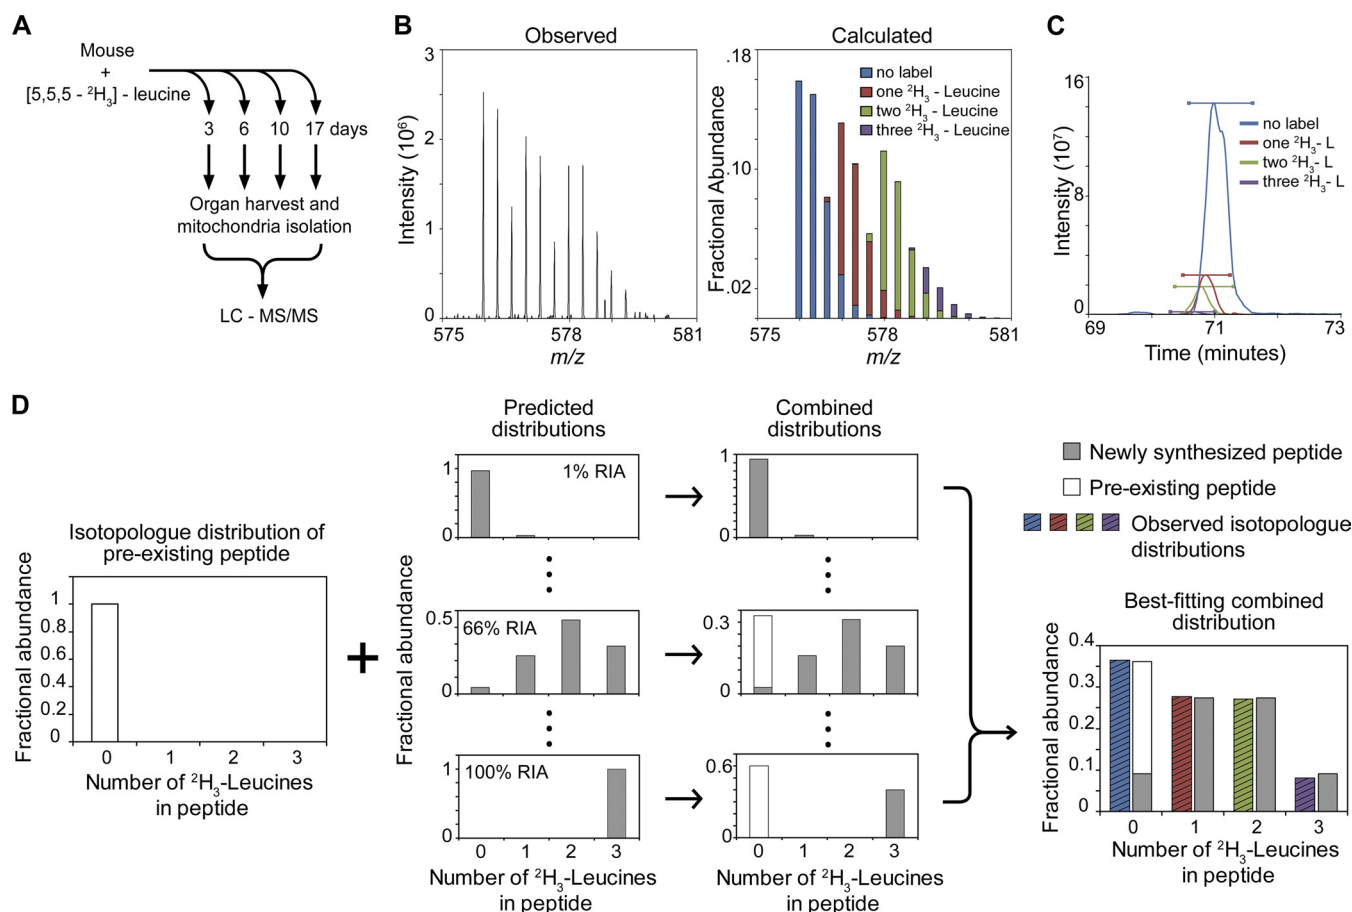 A
Mouse
+
[5,5,5 - ²H₃] - leucine
3 6 10 17 days
Organ harvest and
mitochondria isolation
LC - MS/MS
B
Observed
Intensity (10⁶)
3
2
1
0
575 578 581
m/z
Calculated
Fractional Abundance
.18
.10
.02
no label
one ²H₃ - Leucine
two ²H₃ - Leucine
three ²H₃ - Leucine
575 578 581
m/z
C
Intensity (10⁷)
16
8
0
no label
one ²H₃- L
two ²H₃- L
three ²H₃- L
69 71 73
Time (minutes)
D
Isotopologue distribution of
pre-existing peptide
Fractional abundance
1
0.8
0.6
0.4
0.2
0
0 1 2 3
Number of ²H₃-Leucines
in peptide
+
Predicted
distributions
Fractional abundance
1
0
1% RIA
0.5
0
66% RIA
1
0
100% RIA
0 1 2 3
Number of ²H₃-Leucines
in peptide
Combined
distributions
1
0
0.3
0
0.6
0
0 1 2 3
Number of ²H₃-Leucines
in peptide
Newly synthesized peptide
Pre-existing peptide
Observed isotopologue
distributions
Best-fitting combined
distribution
Fractional abundance
0.4
0.3
0.2
0.1
0
0 1 2 3
Number of ²H₃-Leucines
in peptide